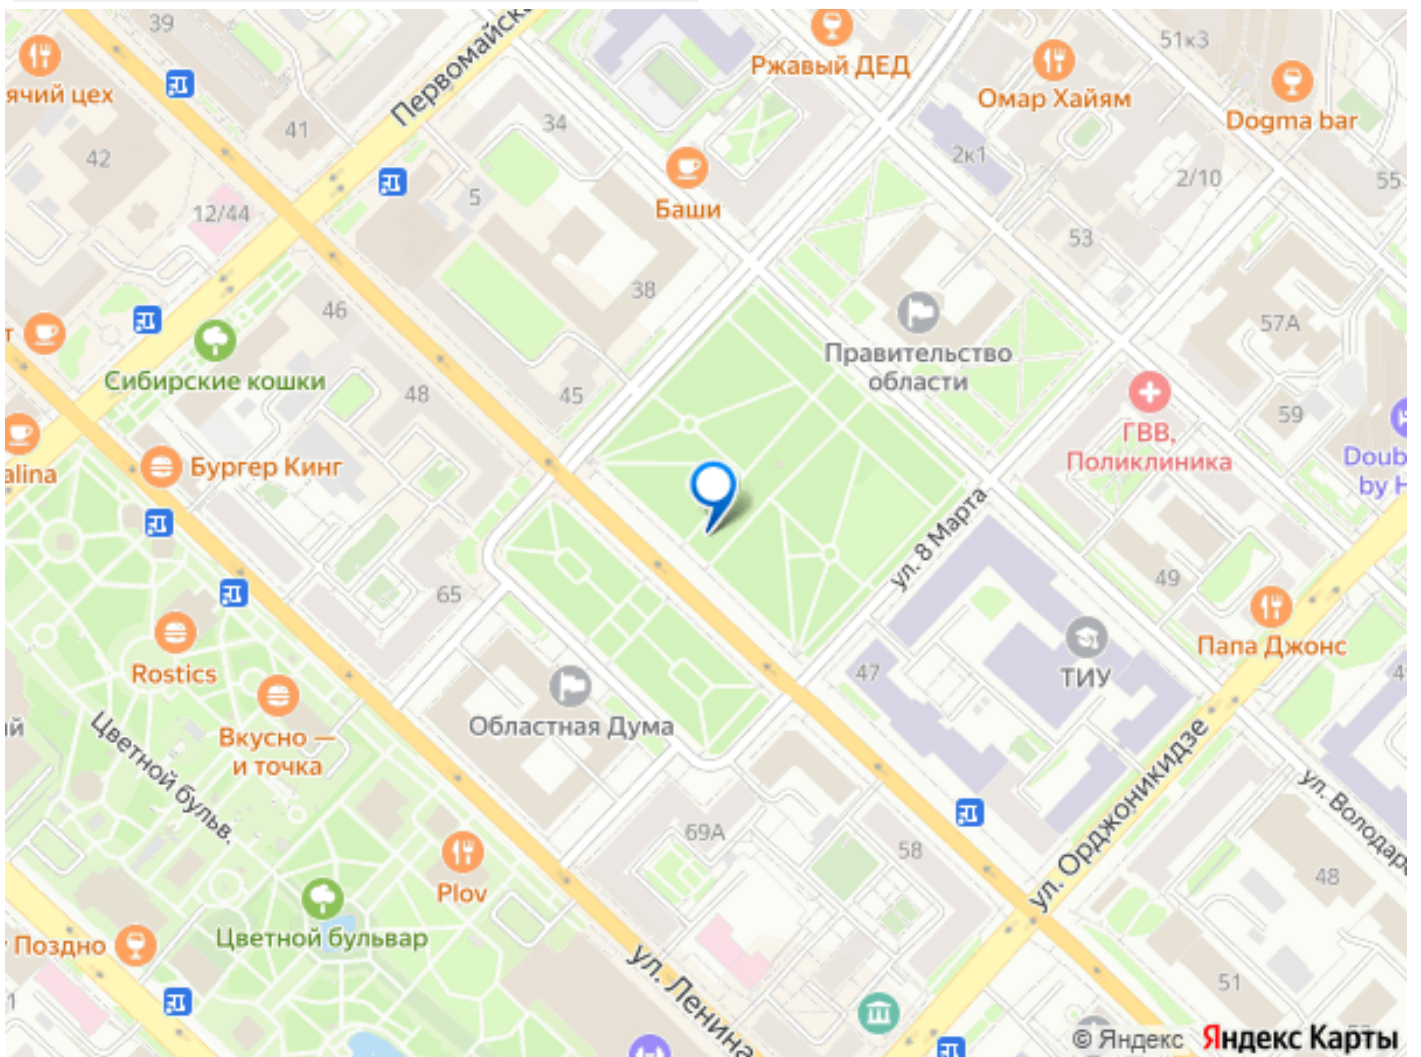 39
51к3
Ржавый ДЕД
Первомайск
ячий цех
Омар Хайям
Dogma bar
41
34
42
2к1
2/10
55
5
12/44
Баши
53
38
46
57А
Правительство
области
Сибирские кошки
48
45
59
ГВВ,
Поликлиника
Бургер Кинг
alina
Doub
by H
ул. 8 Марта
49
65
Папа Джонс
Rostics
47
ТИУ
Областная Дума
Вкусно —
и точка
Цветной бульв.
ий
ул. Орджоникидзе
ул. Володар
69А
58
48
Plov
Цветной бульвар
Поздно
ул. Ленина
51
© Яндекс Яндекс Карты